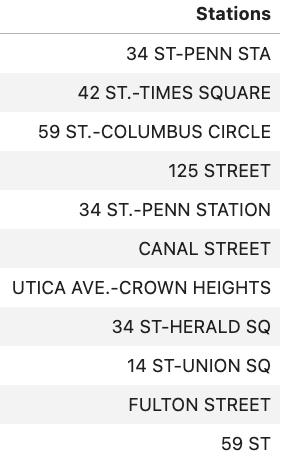 Stations
34 ST-PENN STA
42 ST.-TIMES SQUARE
59 ST.-COLUMBUS CIRCLE
125 STREET
34 ST.-PENN STATION
CANAL STREET
UTICA AVE.-CROWN HEIGHTS
34 ST-HERALD SQ
14 ST-UNION SQ
FULTON STREET
59 ST